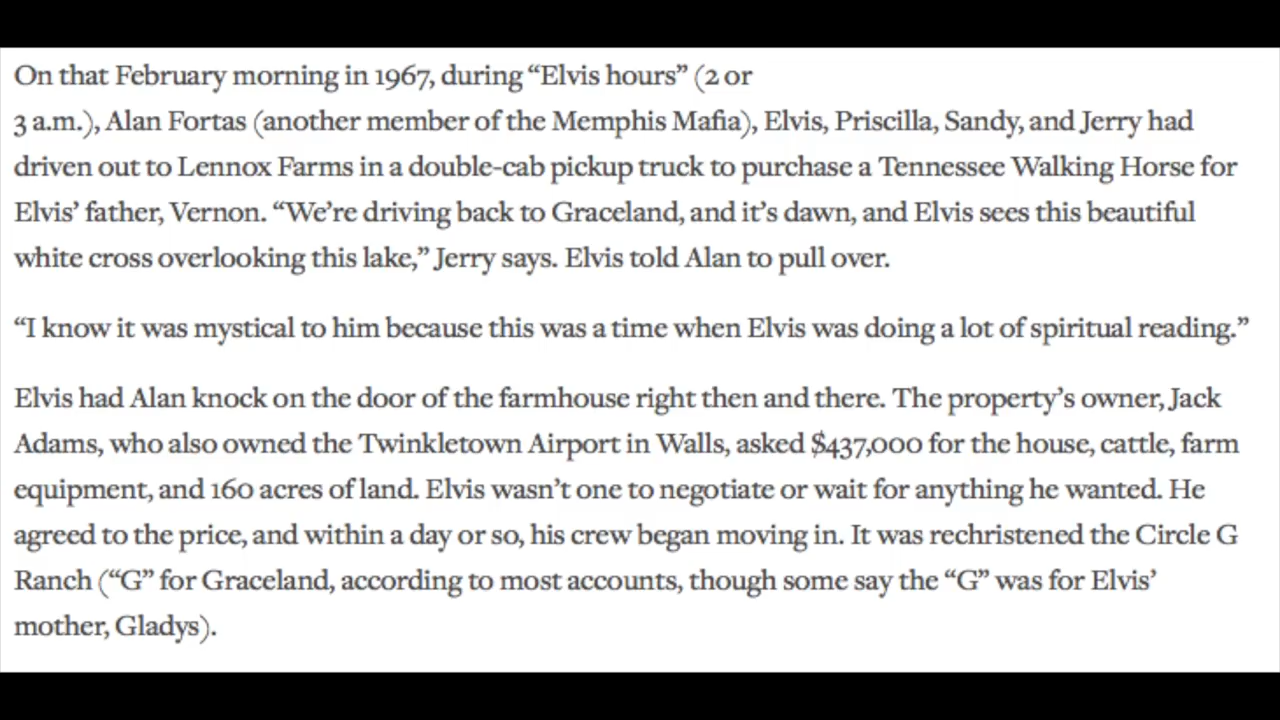 On that February morning in 1967, during “Elvis hours” (2 or
3 a.m.), Alan Fortas (another member of the Memphis Mafia), Elvis, Priscilla, Sandy, and Jerry had
driven out to Lennox Farms in a double-cab pickup truck to purchase a Tennessee Walking Horse for
Elvis’ father, Vernon. “We’re driving back to Graceland, and it’s dawn, and Elvis sees this beautiful
white cross overlooking this lake,” Jerry says. Elvis told Alan to pull over.
“I know it was mystical to him because this was a time when Elvis was doing a lot of spiritual reading.”
Elvis had Alan knock on the door of the farmhouse right then and there. The property’s owner, Jack
Adams, who also owned the Twinkletown Airport in Walls, asked $437,000 for the house, cattle, farm
equipment, and 160 acres of land. Elvis wasn’t one to negotiate or wait for anything he wanted. He
agreed to the price, and within a day or so, his crew began moving in. It was rechristened the Circle G
Ranch (“G” for Graceland, according to most accounts, though some say the “G” was for Elvis’
mother, Gladys).